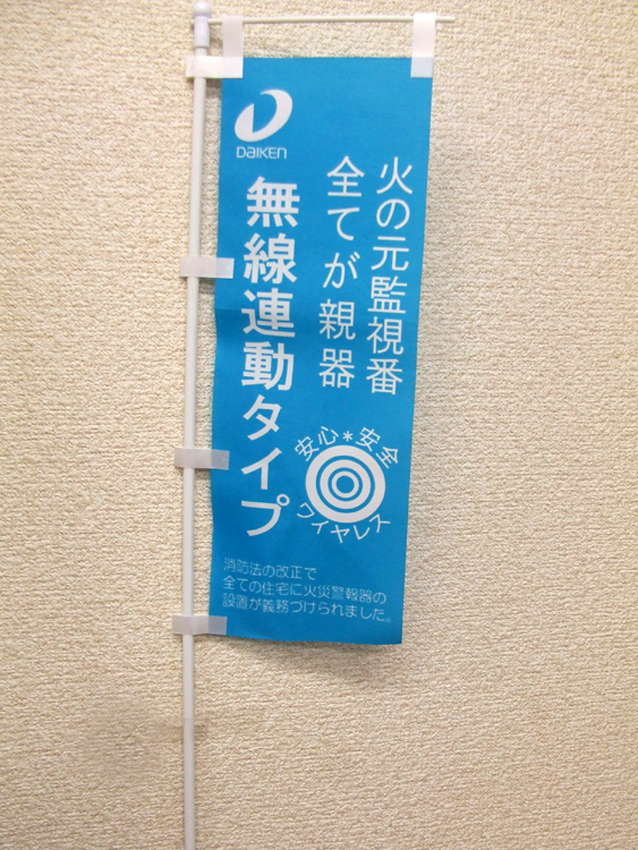 DAIKEN
火の元監視番
全てが親器
無線連動タイプ
安心*安全
ワイヤレス
消防法の改正で
全ての住宅に火災警報器の
設置が義務づけられました。